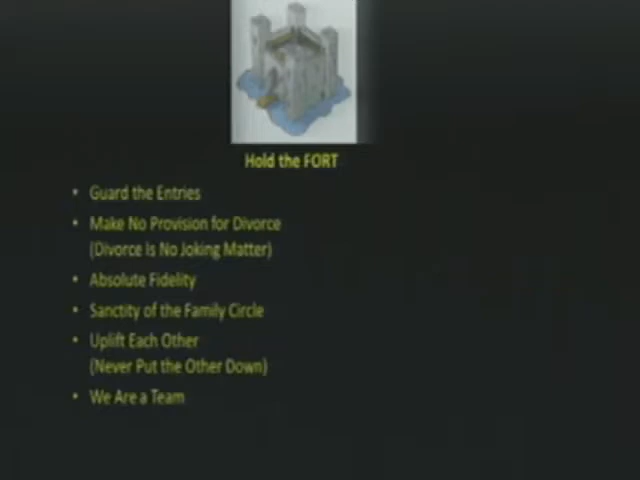 Hold the FORT
• Guard the Entries
• Make No Provision for Divorce
(Divorce Is No Joking Matter)
• Absolute Fidelity
• Sanctity of the Family Circle
• Uplift Each Other
(Never Put the Other Down)
• We Are a Team